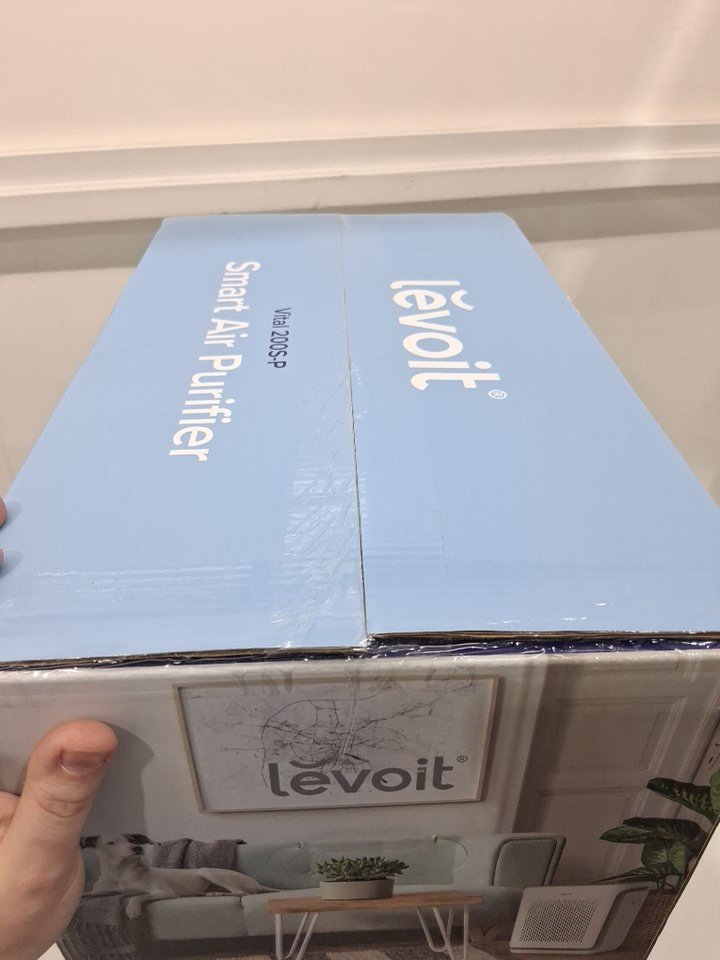 levoit®
Vital 200S-P
Smart Air Purifier
levoit®